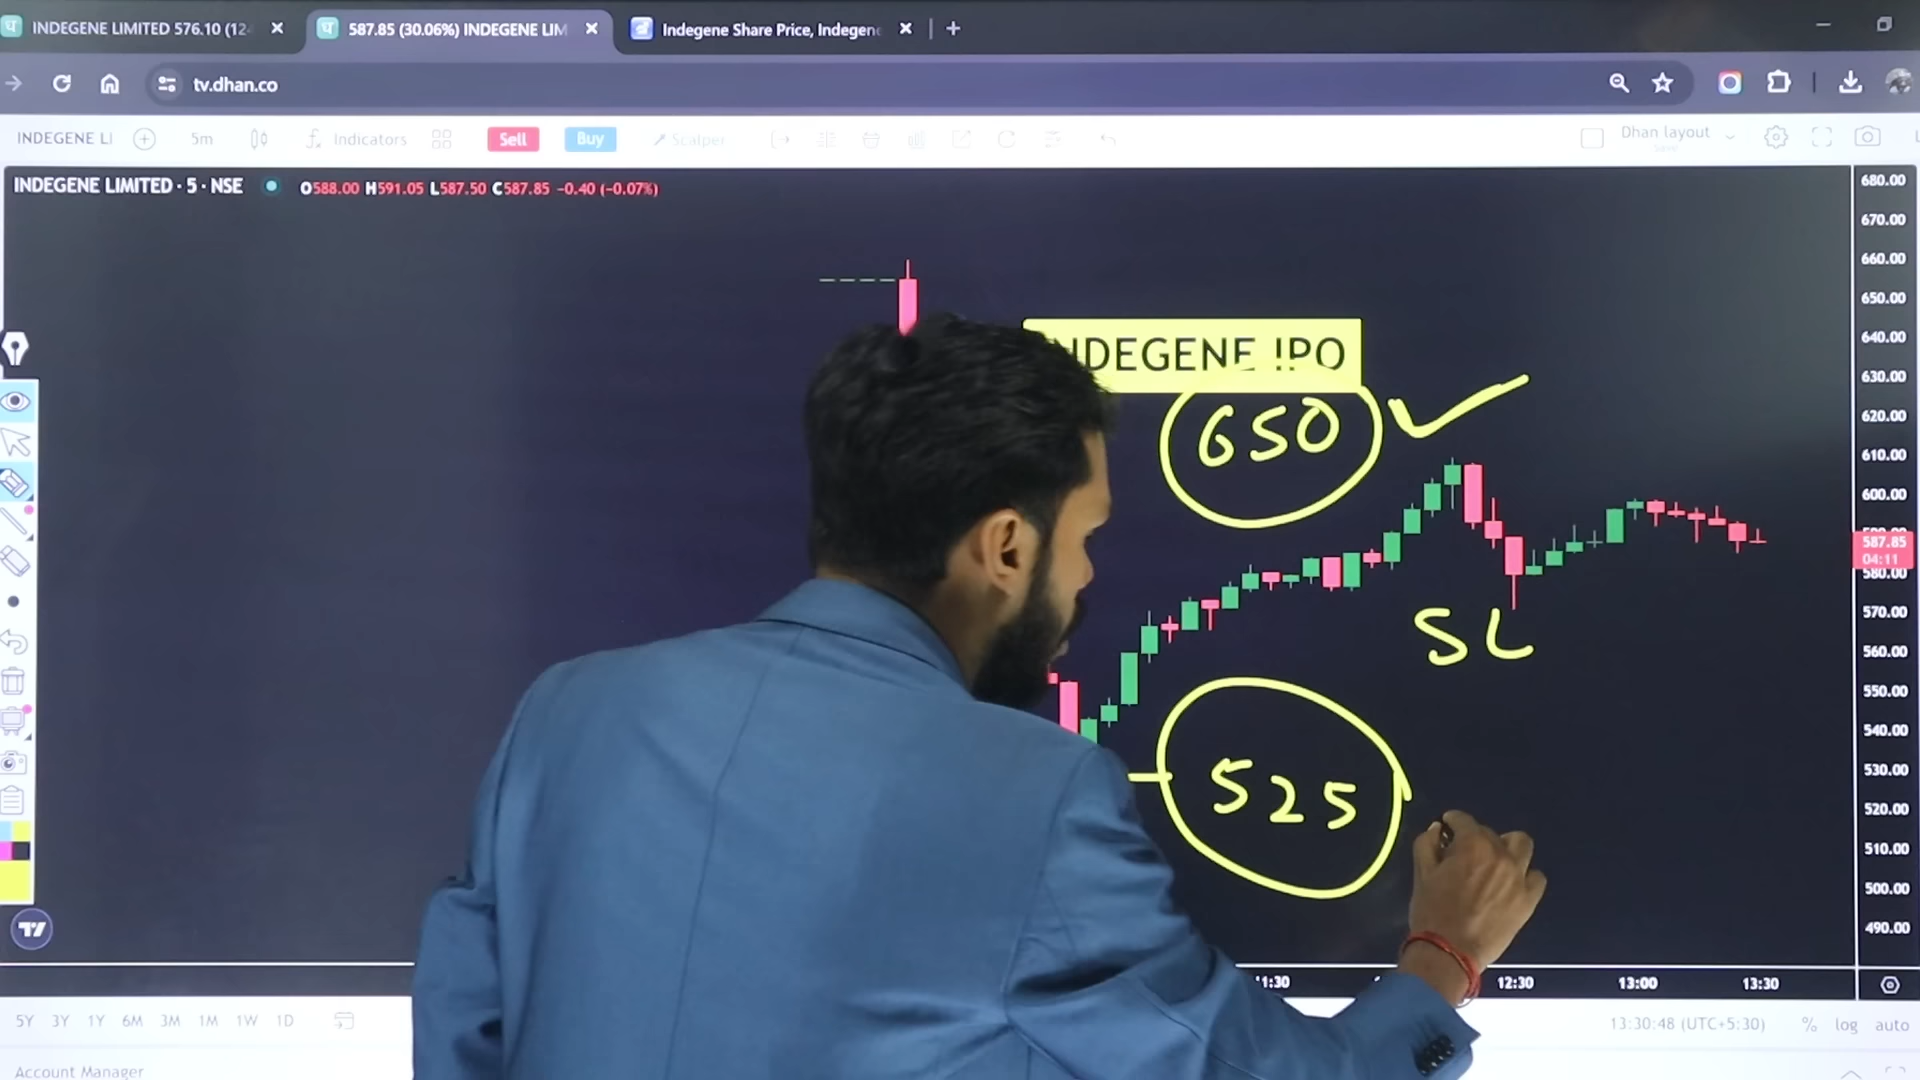 INDEGENE LIMITED 576.10 (12
587.85 (30.06%) INDEGENE LIM
Indegene Share Price, Indegen
tv.dhan.co
INDEGENE LI
5m
Indicators
Sell
Buy
Scalper
Dhan layout
Save
INDEGENE LIMITED · 5 · NSE
O588.00 H591.05 L587.50 C587.85 -0.40 (-0.07%)
680.00
670.00
660.00
650.00
640.00
630.00
620.00
610.00
600.00
587.85
04:11
580.00
570.00
560.00
550.00
540.00
530.00
520.00
510.00
500.00
490.00
NDEGENE IPO
650
SL
525
11:30
12:30
13:00
13:30
5Y 3Y 1Y 6M 3M 1M 1W 1D
13:30:48 (UTC+5:30)
% log auto
Account Manager